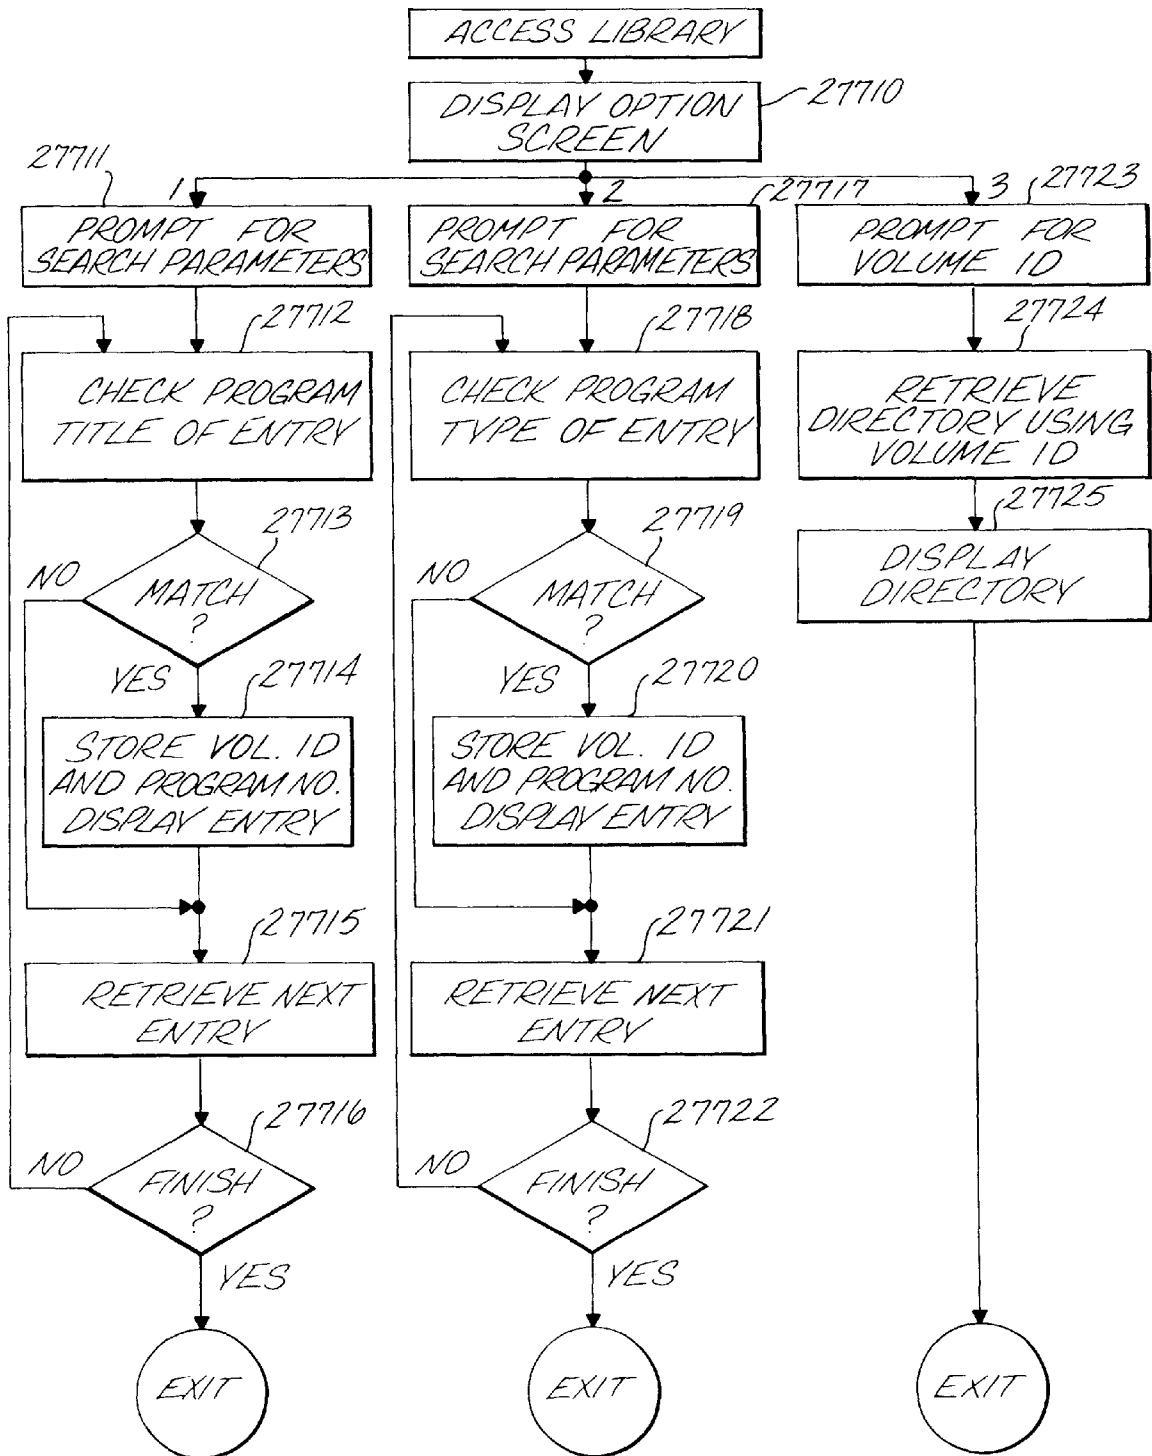 ACCESS LIBRARY
DISPLAY OPTION
SCREEN
27710
27711
1
PROMPT FOR
SEARCH PARAMETERS
27712
CHECK PROGRAM
TITLE OF ENTRY
27713
NO
MATCH
?
YES
27714
STORE VOL. ID
AND PROGRAM NO.
DISPLAY ENTRY
27715
RETRIEVE NEXT
ENTRY
27716
NO
FINISH
?
YES
EXIT
2
27717
PROMPT FOR
SEARCH PARAMETERS
27718
CHECK PROGRAM
TYPE OF ENTRY
27719
NO
MATCH
?
YES
27720
STORE VOL. ID
AND PROGRAM NO.
DISPLAY ENTRY
27721
RETRIEVE NEXT
ENTRY
27722
NO
FINISH
?
YES
EXIT
3
27723
PROMPT FOR
VOLUME ID
27724
RETRIEVE
DIRECTORY USING
VOLUME ID
27725
DISPLAY
DIRECTORY
EXIT